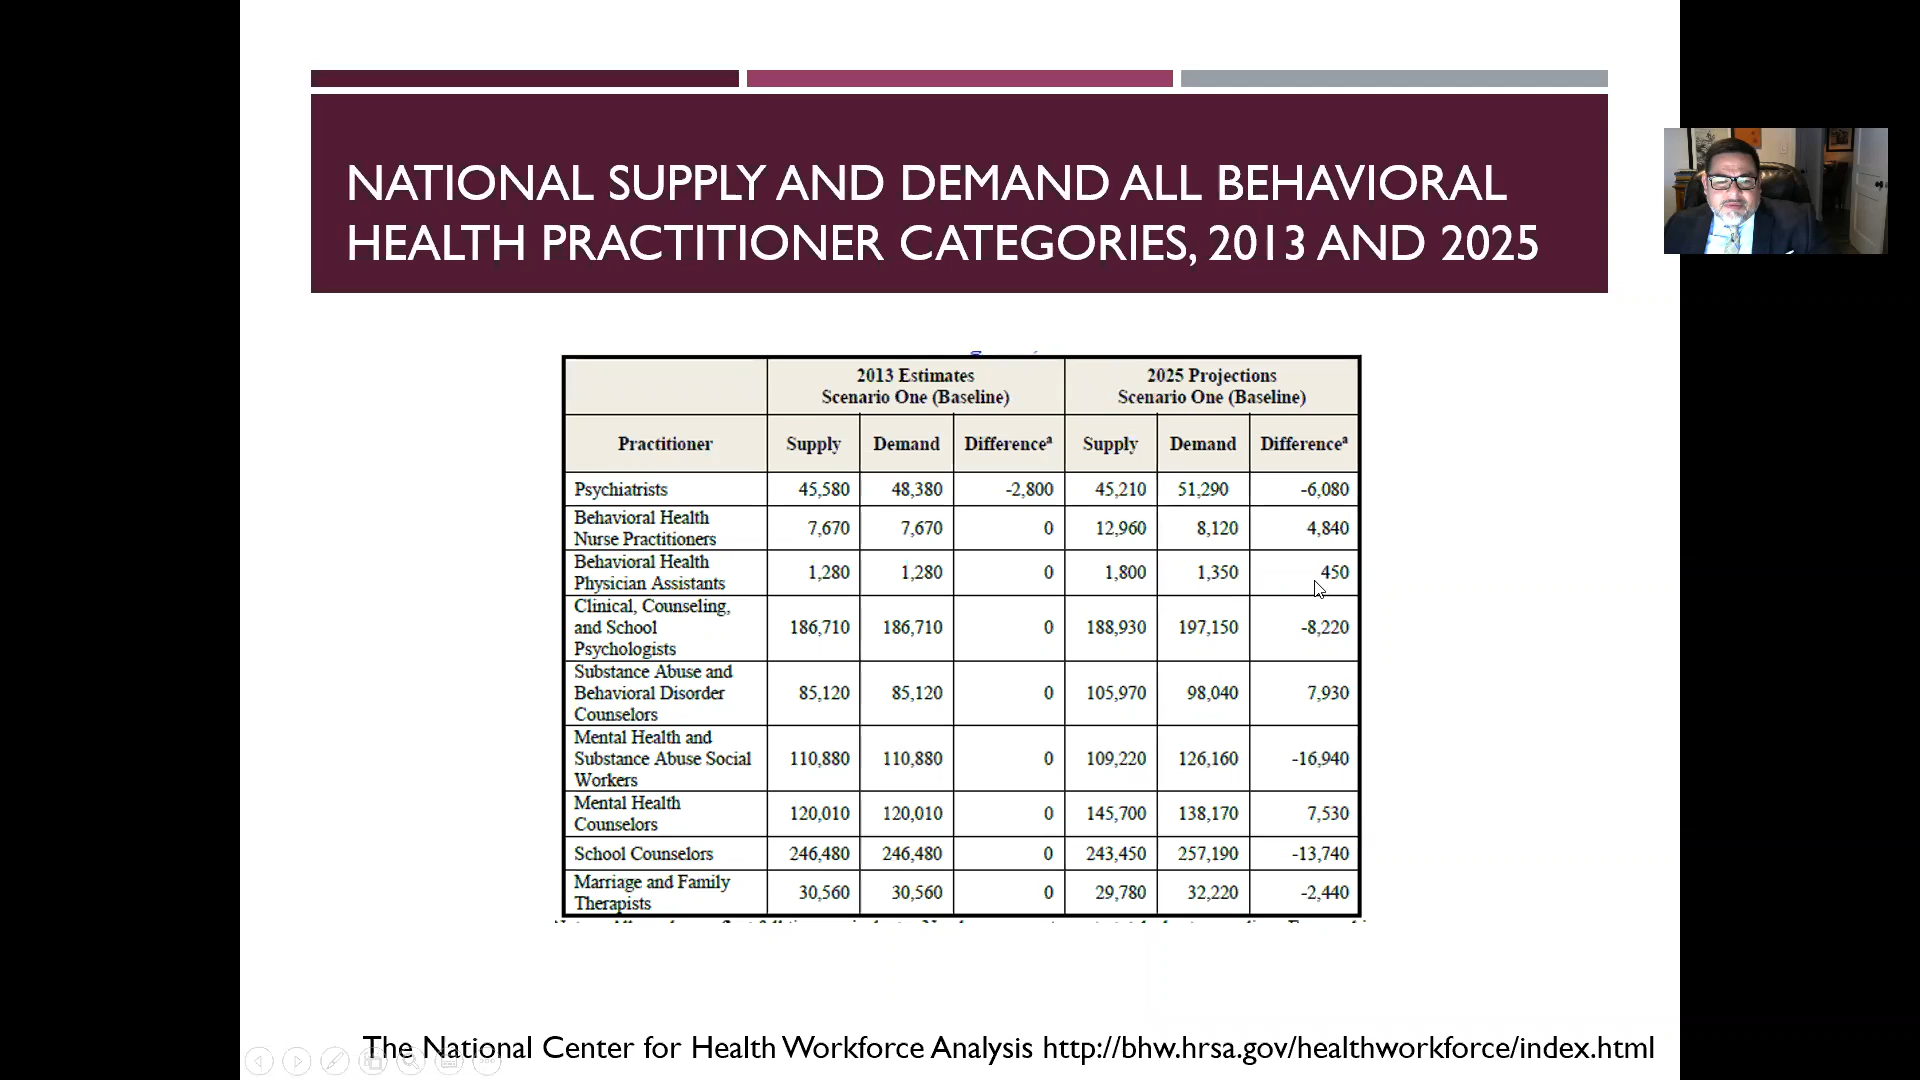 NATIONAL SUPPLY AND DEMAND ALL BEHAVIORAL
HEALTH PRACTITIONER CATEGORIES, 2013 AND 2025
2013 Estimates
Scenario One (Baseline)
2025 Projections
Scenario One (Baseline)
Practitioner Supply Demand Differenceᵃ Supply Demand Differenceᵃ
Psychiatrists 45,580 48,380 -2,800 45,210 51,290 -6,080
Behavioral Health
Nurse Practitioners 7,670 7,670 0 12,960 8,120 4,840
Behavioral Health
Physician Assistants 1,280 1,280 0 1,800 1,350 450
Clinical, Counseling,
and School
Psychologists 186,710 186,710 0 188,930 197,150 -8,220
Substance Abuse and
Behavioral Disorder
Counselors 85,120 85,120 0 105,970 98,040 7,930
Mental Health and
Substance Abuse Social
Workers 110,880 110,880 0 109,220 126,160 -16,940
Mental Health
Counselors 120,010 120,010 0 145,700 138,170 7,530
School Counselors 246,480 246,480 0 243,450 257,190 -13,740
Marriage and Family
Therapists 30,560 30,560 0 29,780 32,220 -2,440
The National Center for Health Workforce Analysis http://bhw.hrsa.gov/healthworkforce/index.html